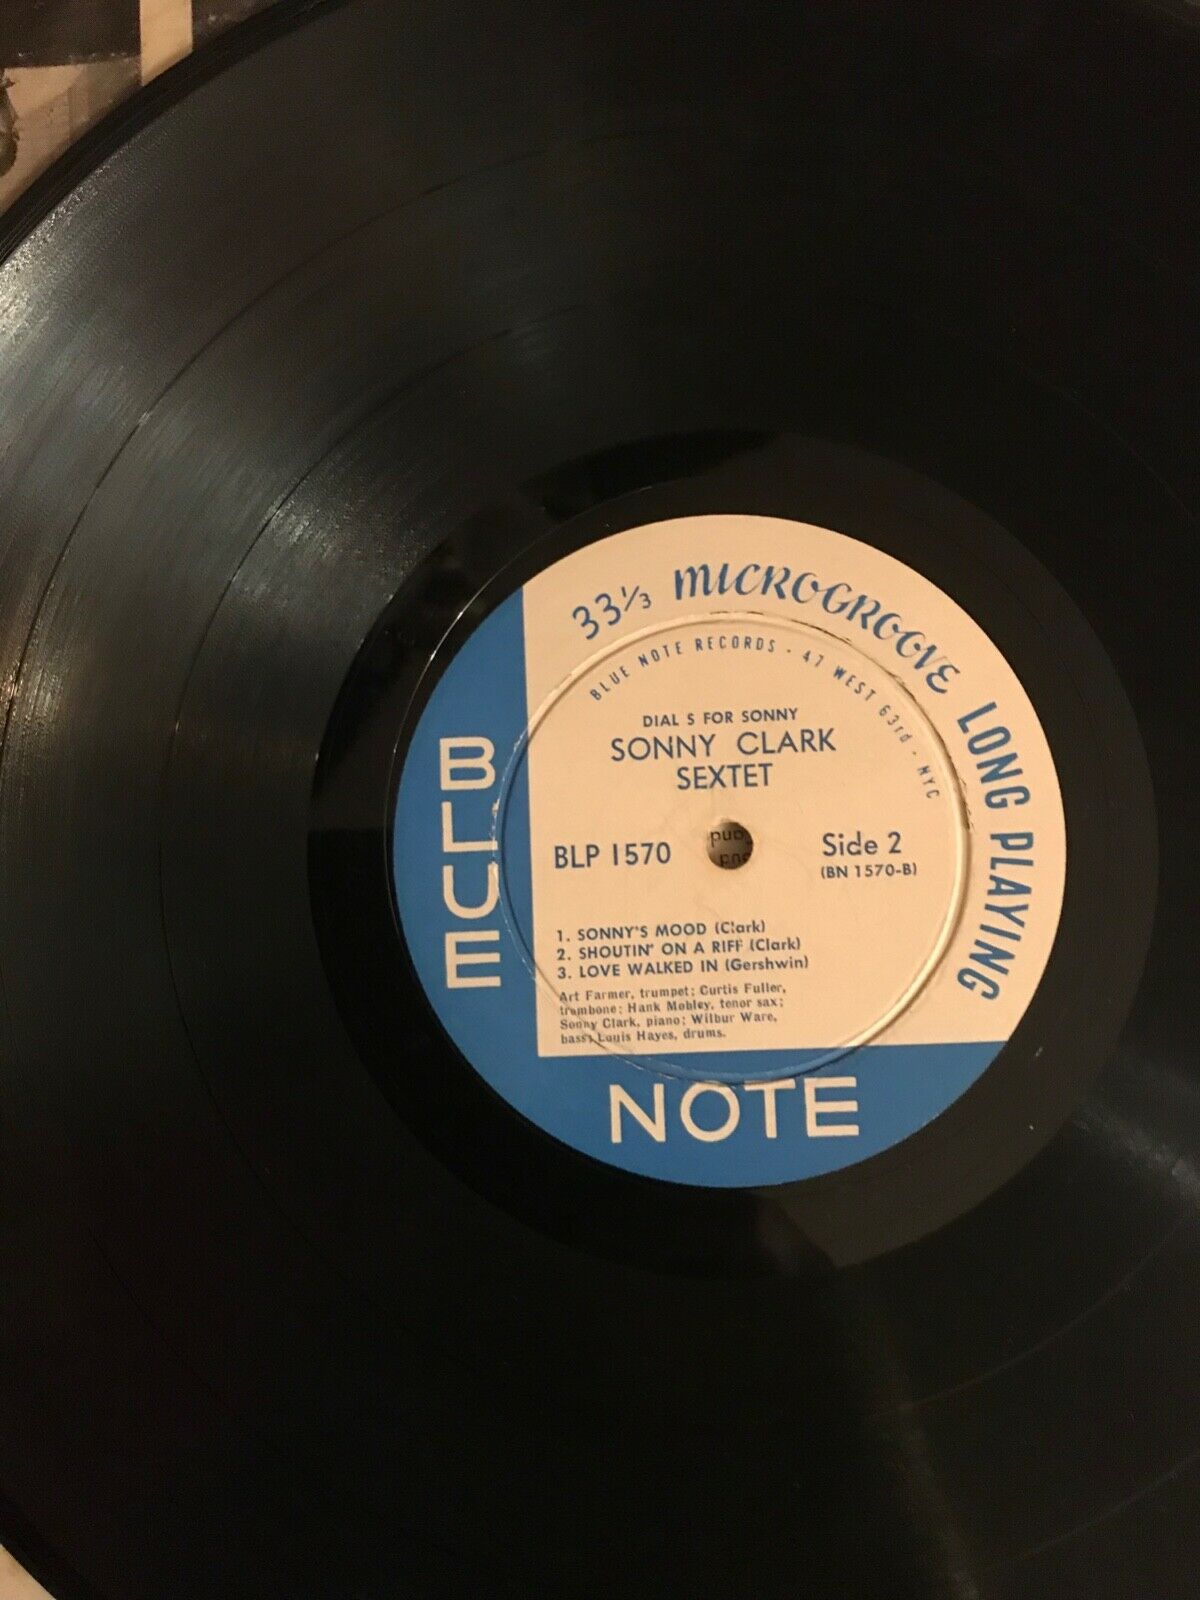 33⅓ MICROGROOVE LONG PLAYING
BLUE NOTE RECORDS · 47 WEST 63rd · NYC
DIAL S FOR SONNY
SONNY CLARK
SEXTET
BLP 1570
Side 2
(BN 1570-B)
1. SONNY'S MOOD (Clark)
2. SHOUTIN' ON A RIFF (Clark)
3. LOVE WALKED IN (Gershwin)
Art Farmer, trumpet; Curtis Fuller,
trombone; Hank Mobley, tenor sax;
Sonny Clark, piano; Wilbur Ware,
bass; Louis Hayes, drums.
BLUE
NOTE